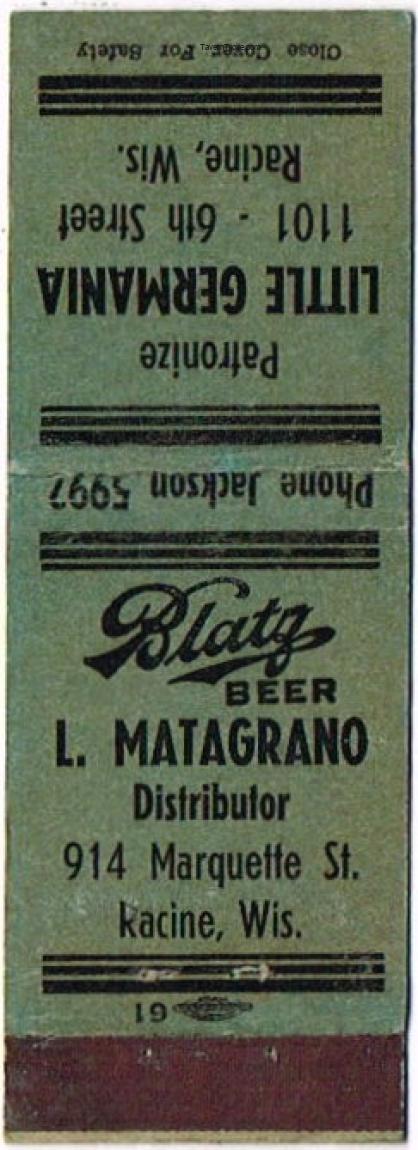 Close Cover For Safety
Racine, Wis.
1101 - 6th Street
LITTLE GERMANIA
Patronize
Phone Jackson 5997
Blatz
BEER
L. MATAGRANO
Distributor
914 Marquette St.
Racine, Wis.
61